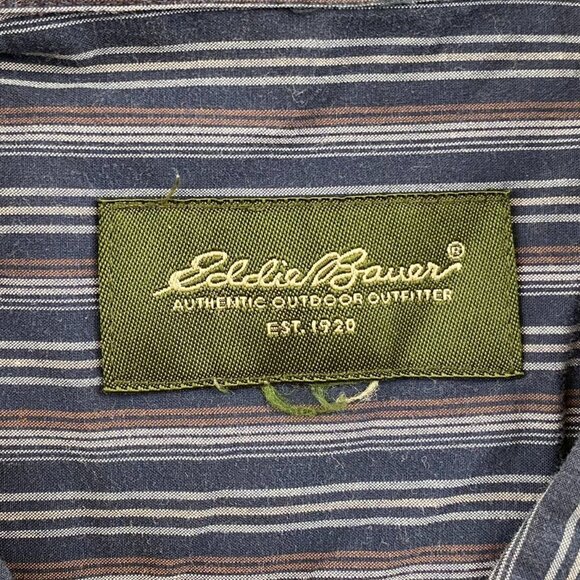 Eddie Bauer®
AUTHENTIC OUTDOOR OUTFITTER
EST. 1920